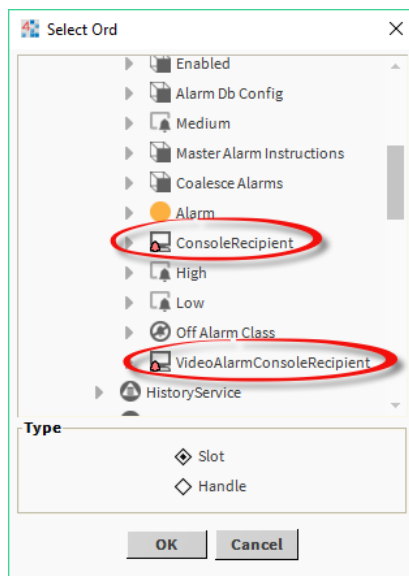 Select Ord
Enabled
Alarm Db Config
Medium
Master Alarm Instructions
Coalesce Alarms
Alarm
ConsoleRecipient
High
Low
Off Alarm Class
VideoAlarmConsoleRecipient
HistoryService
Type
Slot
Handle
OK
Cancel